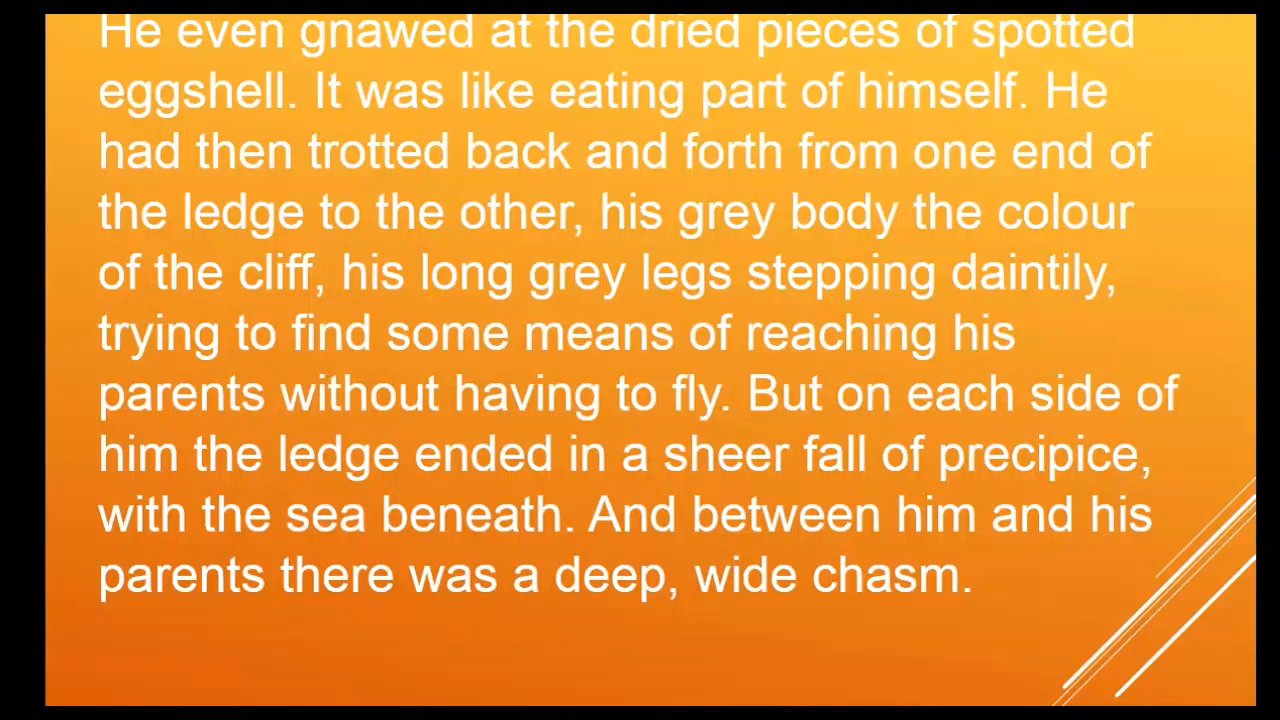 He even gnawed at the dried pieces of spotted
eggshell. It was like eating part of himself. He
had then trotted back and forth from one end of
the ledge to the other, his grey body the colour
of the cliff, his long grey legs stepping daintily,
trying to find some means of reaching his
parents without having to fly. But on each side of
him the ledge ended in a sheer fall of precipice,
with the sea beneath. And between him and his
parents there was a deep, wide chasm.